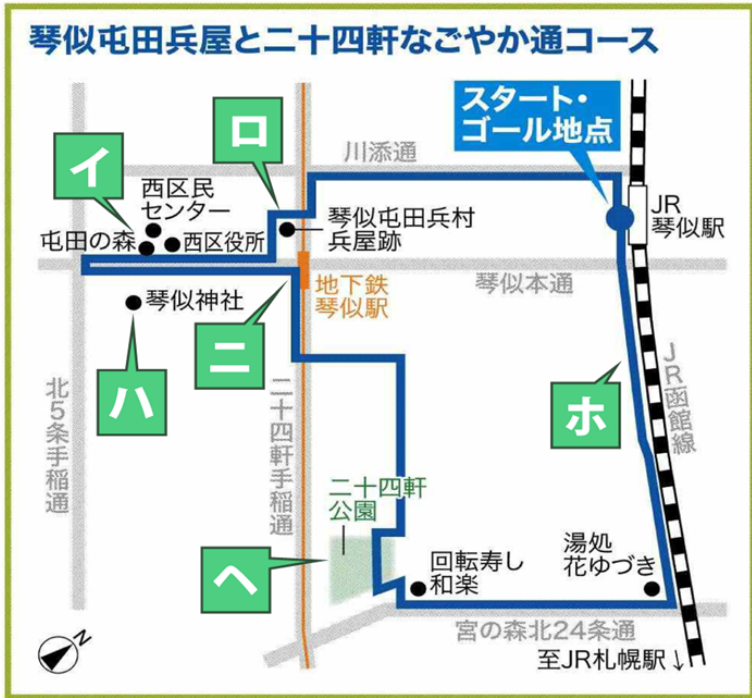 琴似屯田兵屋と二十四軒なごやか通コース
スタート・
ゴール地点
川添通
ロ
イ
西区民
センター
屯田の森
西区役所
琴似屯田兵村
兵屋跡
JR
琴似駅
地下鉄
琴似駅
琴似本通
琴似神社
ニ
ハ
ホ
JR函館線
北5条手稲通
二十四軒手稲通
二十四軒
公園
ヘ
回転寿し
和楽
湯処
花ゆづき
宮の森北24条通
N
至JR札幌駅↓